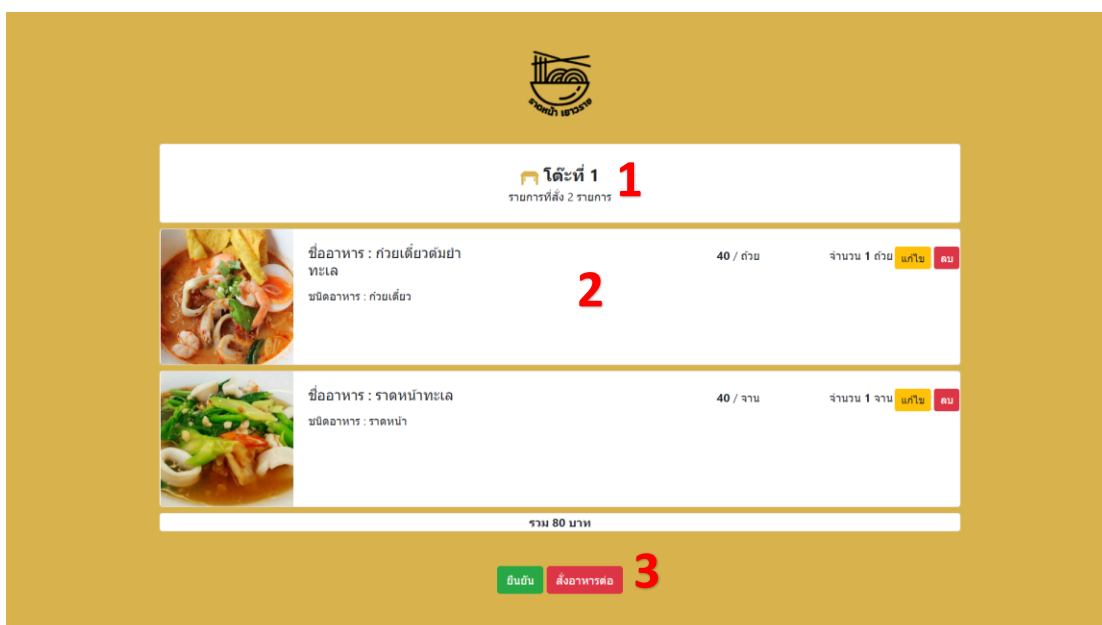 ราดหน้า เยาวราช
โต๊ะที่ 1
1
รายการที่สั่ง 2 รายการ
ชื่ออาหาร : ก๋วยเตี๋ยวต้มยำ
ทะเล
40 / ถ้วย
จำนวน 1 ถ้วย
แก้ไข
ลบ
ชนิดอาหาร : ก๋วยเตี๋ยว
2
ชื่ออาหาร : ราดหน้าทะเล
40 / จาน
จำนวน 1 จาน
แก้ไข
ลบ
ชนิดอาหาร : ราดหน้า
รวม 80 บาท
ยืนยัน
สั่งอาหารต่อ
3